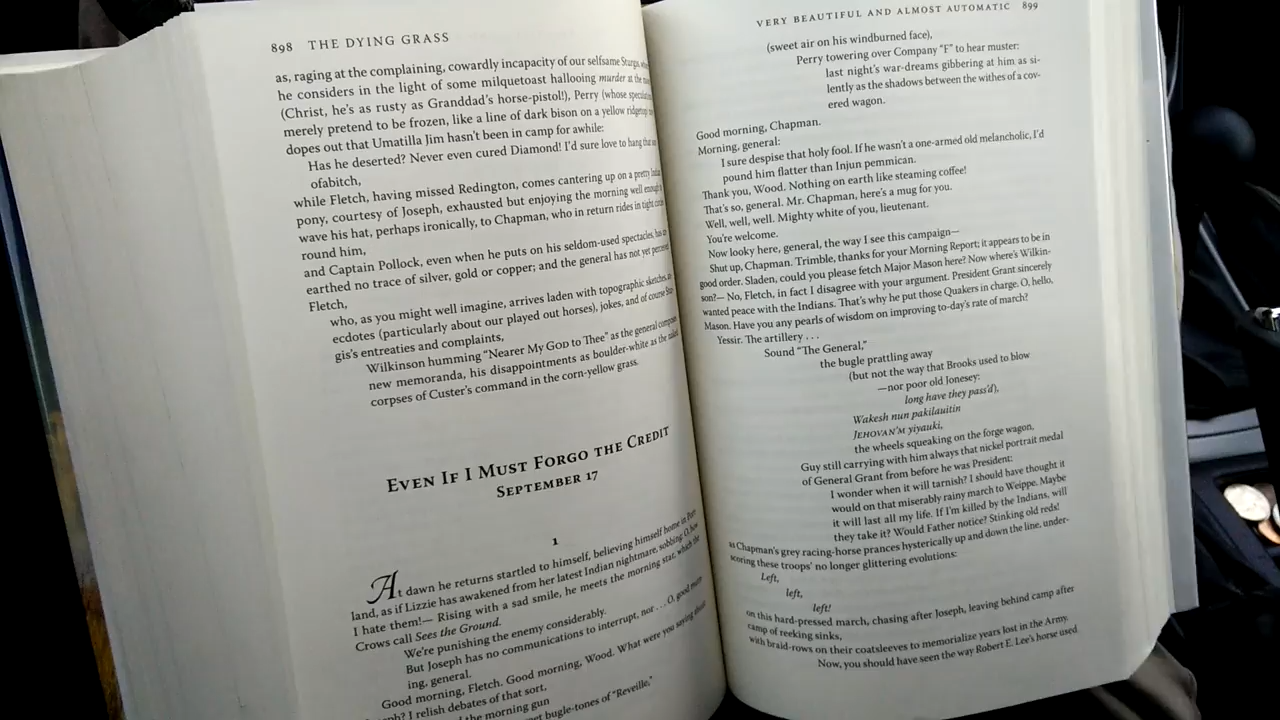 898 THE DYING GRASS
as, raging at the complaining, cowardly incapacity of our selfsame Sturgis,
he considers in the light of some milquetoast hallooing murder at the
(Christ, he's as rusty as Granddad's horse-pistol!), Perry (whose
merely pretend to be frozen, like a line of dark bison on a yellow
dopes out that Umatilla Jim hasn't been in camp for awhile:
Has he deserted? Never even cured Diamond! I'd sure love to hang that
ofabitch,
while Fletch, having missed Redington, comes cantering up on a pretty
pony, courtesy of Joseph, exhausted but enjoying the morning well enough
wave his hat, perhaps ironically, to Chapman, who in return rides in tight
round him,
and Captain Pollock, even when he puts on his seldom-used spectacles, has
earthed no trace of silver, gold or copper; and the general has not yet
Fletch,
who, as you might well imagine, arrives laden with topographic sketches,
ecdotes (particularly about our played out horses), jokes, and of course
gis's entreaties and complaints,
Wilkinson humming "Nearer My GOD to Thee" as the general
new memoranda, his disappointments as boulder-white as the
corpses of Custer's command in the corn-yellow grass.
EVEN IF I MUST FORGO THE CREDIT
SEPTEMBER 17
1
At dawn he returns startled to himself, believing himself home in
land, as if Lizzie has awakened from her latest Indian nightmare, sobbing: O, how
I hate them!— Rising with a sad smile, he meets the morning star, which the
Crows call Sees the Ground.
We're punishing the enemy considerably.
But Joseph has no communications to interrupt, nor . . . O, good
ing, general.
Good morning, Fletch. Good morning, Wood. What were you saying about
I relish debates of that sort,
the morning gun
bugle-tones of "Reveille,"
VERY BEAUTIFUL AND ALMOST AUTOMATIC 899
(sweet air on his windburned face),
Perry towering over Company "F" to hear muster:
last night's war-dreams gibbering at him as si-
lently as the shadows between the withes of a cov-
ered wagon.
Good morning, Chapman.
Morning, general:
I sure despise that holy fool. If he wasn't a one-armed old melancholic, I'd
pound him flatter than Injun pemmican.
Thank you, Wood. Nothing on earth like steaming coffee!
That's so, general. Mr. Chapman, here's a mug for you.
Well, well, well. Mighty white of you, lieutenant.
You're welcome.
Now looky here, general, the way I see this campaign—
Shut up, Chapman. Trimble, thanks for your Morning Report; it appears to be in
good order. Sladen, could you please fetch Major Mason here? Now where's Wilkin-
son?— No, Fletch, in fact I disagree with your argument. President Grant sincerely
wanted peace with the Indians. That's why he put those Quakers in charge. O, hello,
Mason. Have you any pearls of wisdom on improving to-day's rate of march?
Yessir. The artillery . . .
Sound "The General,"
the bugle prattling away
(but not the way that Brooks used to blow
—nor poor old Jonesey:
long have they pass'd),
Wakesh nun pakilauitin
JEHOVAN'M yiyauki,
the wheels squeaking on the forge wagon,
Guy still carrying with him always that nickel portrait medal
of General Grant from before he was President:
I wonder when it will tarnish? I should have thought it
would on that miserably rainy march to Weippe. Maybe
it will last all my life. If I'm killed by the Indians, will
they take it? Would Father notice? Stinking old reds!
as Chapman's grey racing-horse prances hysterically up and down the line, under-
scoring these troops' no longer glittering evolutions:
Left,
left,
left!
on this hard-pressed march, chasing after Joseph, leaving behind camp after
camp of reeking sinks,
with braid-rows on their coatsleeves to memorialize years lost in the Army.
Now, you should have seen the way Robert E. Lee's horse used